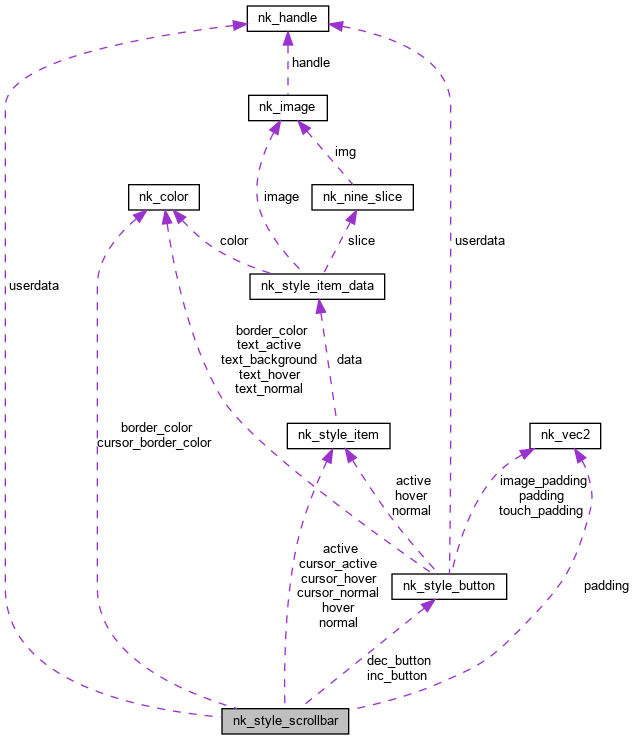 nk_handle
handle
nk_image
img
nk_color
image
nk_nine_slice
color
slice
userdata
nk_style_item_data
userdata
border_color
text_active
text_background
text_hover
text_normal
data
border_color
cursor_border_color
nk_style_item
nk_vec2
active
hover
normal
image_padding
padding
touch_padding
active
cursor_active
cursor_hover
cursor_normal
hover
normal
nk_style_button
padding
dec_button
inc_button
nk_style_scrollbar